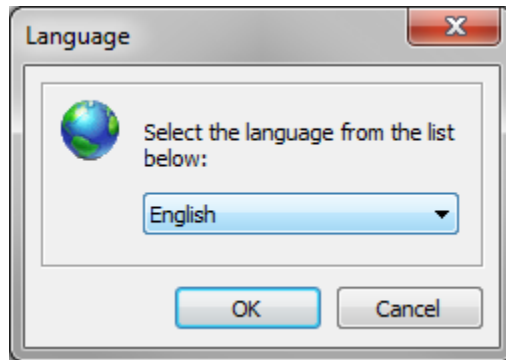 Language
Select the language from the list
below:
English
OK
Cancel